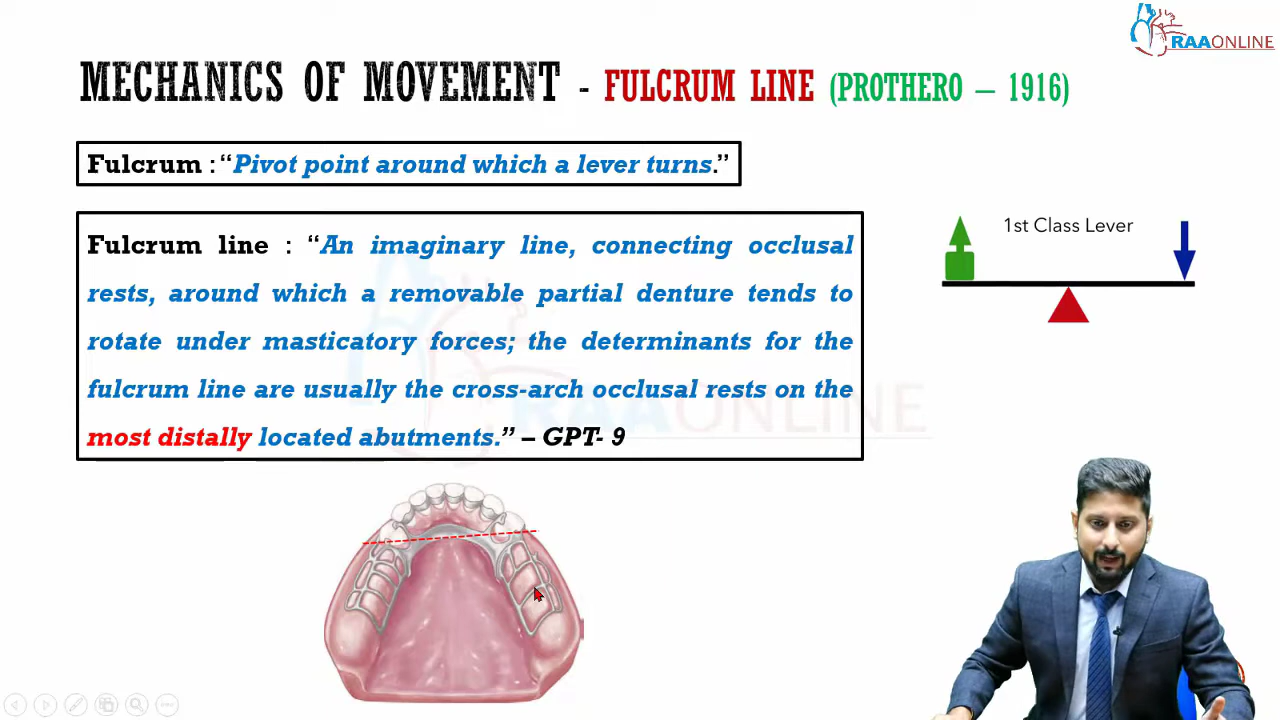 RAAONLINE
MECHANICS OF MOVEMENT - FULCRUM LINE (PROTHERO – 1916)
Fulcrum : “Pivot point around which a lever turns.”
Fulcrum line : “An imaginary line, connecting occlusal
rests, around which a removable partial denture tends to
rotate under masticatory forces; the determinants for the
fulcrum line are usually the cross-arch occlusal rests on the
most distally located abutments.” – GPT- 9
1st Class Lever
RAAONLINE